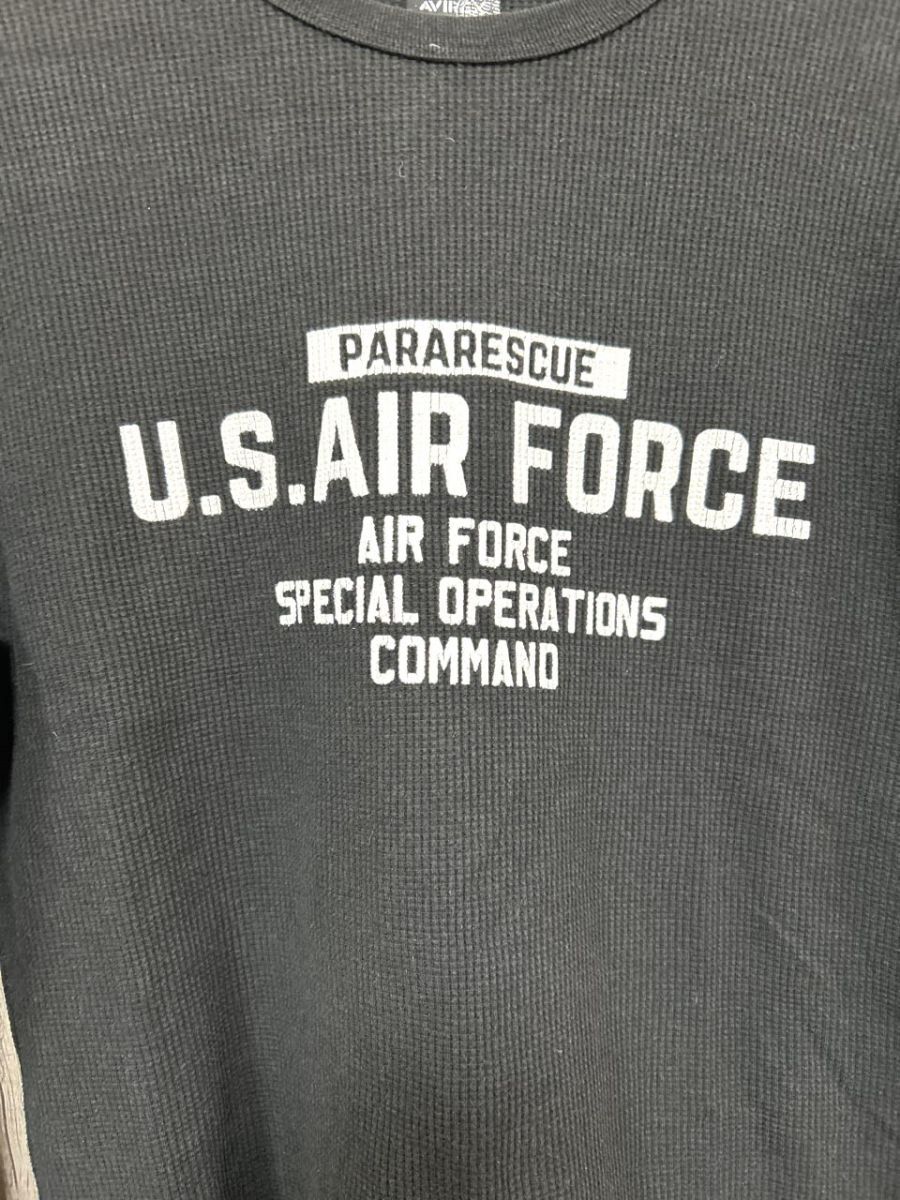 PARARESCUE
U.S.AIR FORCE
AIR FORCE
SPECIAL OPERATIONS
COMMAND